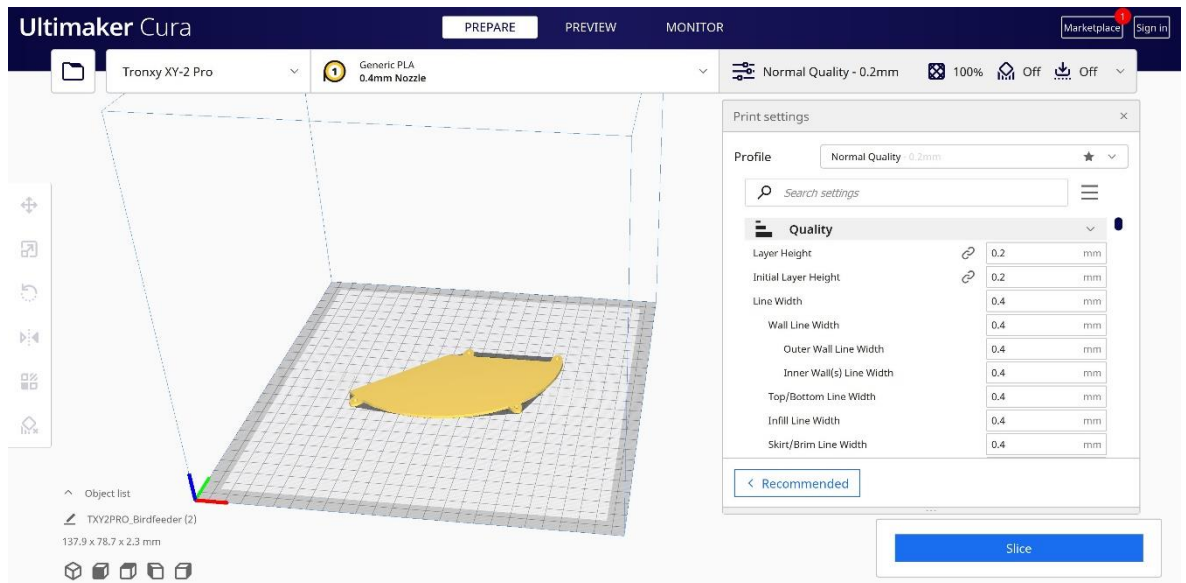 Ultimaker Cura
PREPARE PREVIEW MONITOR
1
Marketplace Sign in
Tronxy XY-2 Pro
1 Generic PLA
0.4mm Nozzle
Normal Quality - 0.2mm 100% Off Off
Print settings ×
Profile Normal Quality - 0.2mm
Search settings
Quality
Layer Height 0.2 mm
Initial Layer Height 0.2 mm
Line Width 0.4 mm
Wall Line Width 0.4 mm
Outer Wall Line Width 0.4 mm
Inner Wall(s) Line Width 0.4 mm
Top/Bottom Line Width 0.4 mm
Infill Line Width 0.4 mm
Skirt/Brim Line Width 0.4 mm
Recommended
Object list
TXY2PRO_Birdfeeder (2)
137.9 x 78.7 x 2.3 mm
Slice